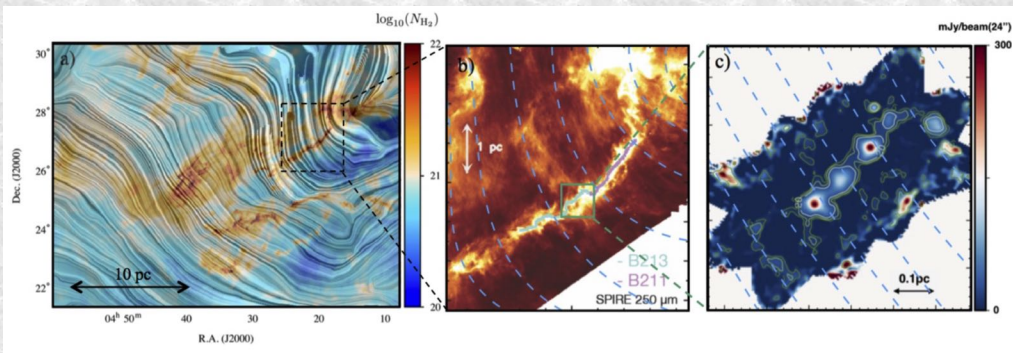 log₁₀(N_H₂)
mJy/beam(24")
a)
b)
c)
30°
28°
26°
24°
22°
Dec. (J2000)
10 pc
04ʰ 50ᵐ
40
30
20
10
R.A. (J2000)
22
21
20
1 pc
- B213
- B211
SPIRE 250 μm
0.1pc
300
0